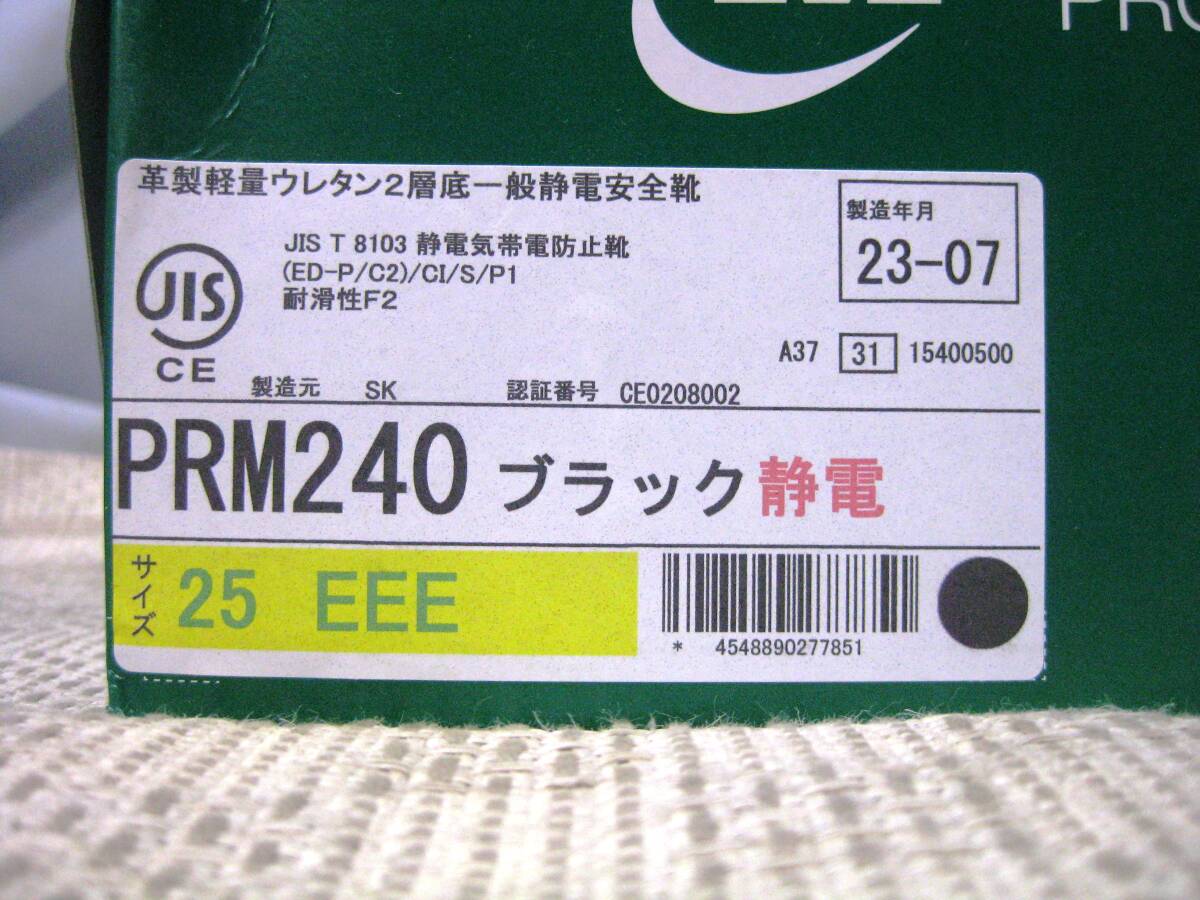 革製軽量ウレタン2層底一般静電安全靴
製造年月
23-07
JIS T 8103 静電気帯電防止靴
(ED-P/C2)/CI/S/P1
耐滑性F2
JIS
CE
A37 31 15400500
製造元 SK 認証番号 CE0208002
PRM240 ブラック静電
サイズ 25 EEE
* 4548890277851